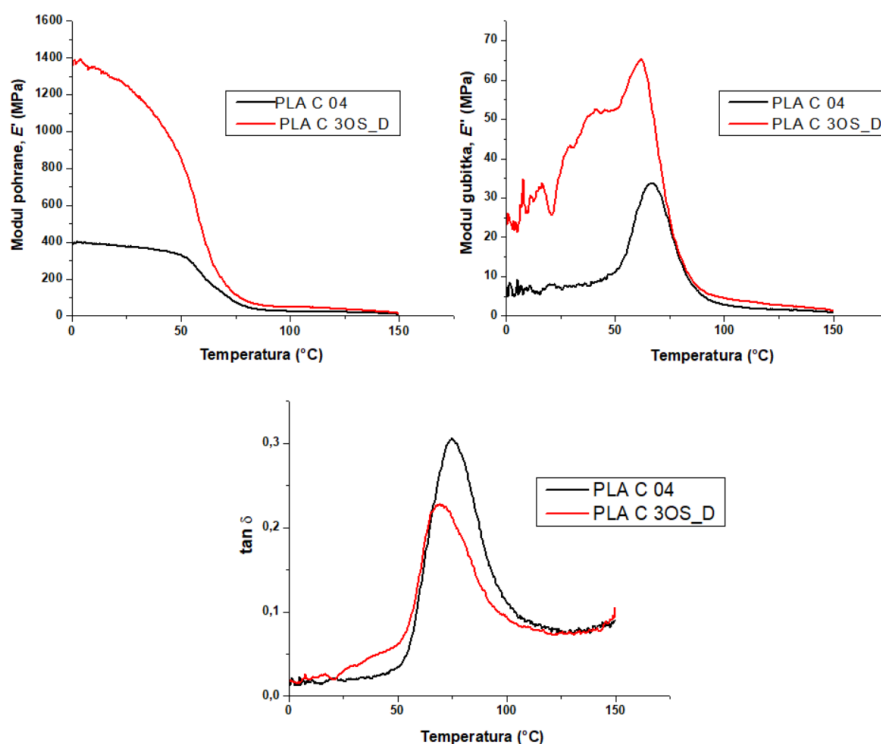 1600
1400
1200
1000
800
600
400
200
0
0
50
100
150
Modul pohrane, E' (MPa)
Temperatura (°C)
PLA C 04
PLA C 3OS_D
70
60
50
40
30
20
10
0
0
50
100
150
Modul gubitka, E'' (MPa)
Temperatura (°C)
PLA C 04
PLA C 3OS_D
0,3
0,2
0,1
0,0
0
50
100
150
tan δ
Temperatura (°C)
PLA C 04
PLA C 3OS_D